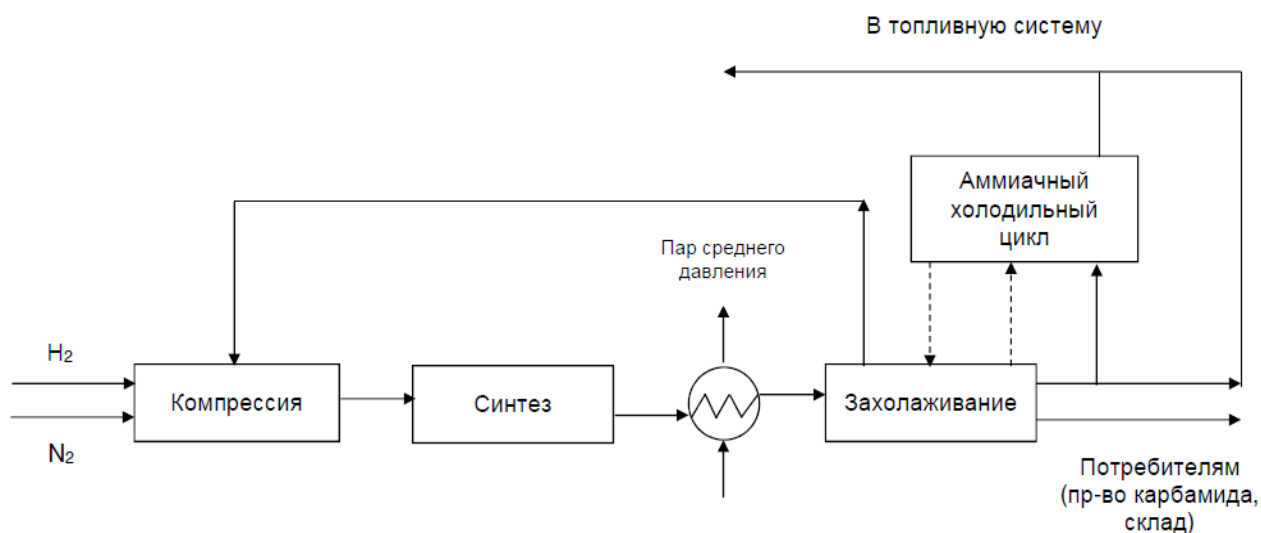 В топливную систему
Аммиачный
холодильный
цикл
Пар среднего
давления
H₂
Компрессия
Синтез
Захолаживание
N₂
Потребителям
(пр-во карбамида,
склад)